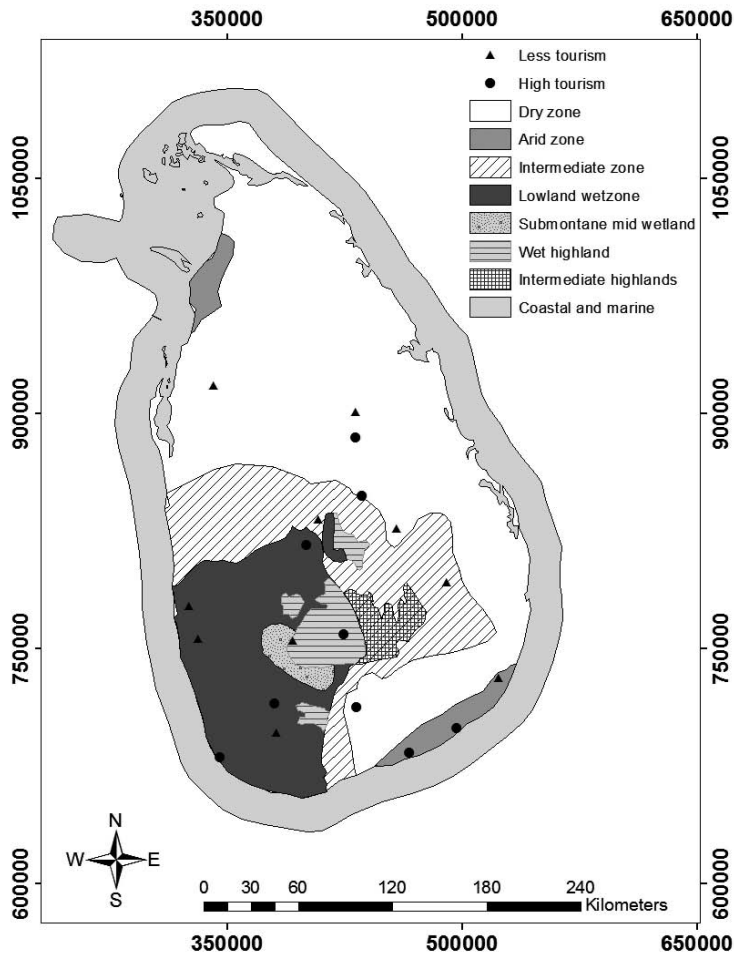 350000 500000 650000
Less tourism
High tourism
Dry zone
Arid zone
Intermediate zone
Lowland wetzone
Submontane mid wetland
Wet highland
Intermediate highlands
Coastal and marine
1050000
1050000
900000
900000
750000
750000
600000
600000
N
W E
S
0 30 60 120 180 240
Kilometers
350000 500000 650000